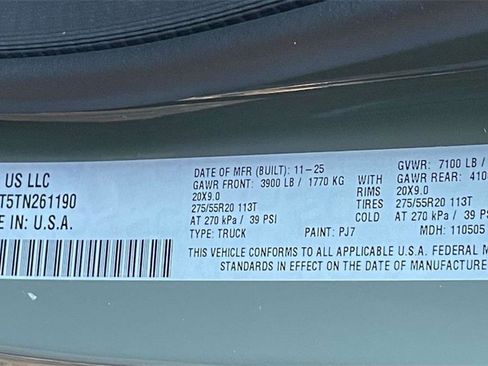 US LLC
DATE OF MFR (BUILT): 11-25 GVWR: 7100 LB /
GAWR FRONT: 3900 LB / 1770 KG WITH GAWR REAR: 410
T5TN261190 20X9.0 RIMS 20X9.0
275/55R20 113T TIRES 275/55R20 113T
DE IN: U.S.A. AT 270 kPa / 39 PSI COLD AT 270 kPa / 39 PSI
TYPE: TRUCK PAINT: PJ7 MDH: 110505
THIS VEHICLE CONFORMS TO ALL APPLICABLE U.S.A. FEDERAL M
STANDARDS IN EFFECT ON THE DATE OF MANUFACTURE